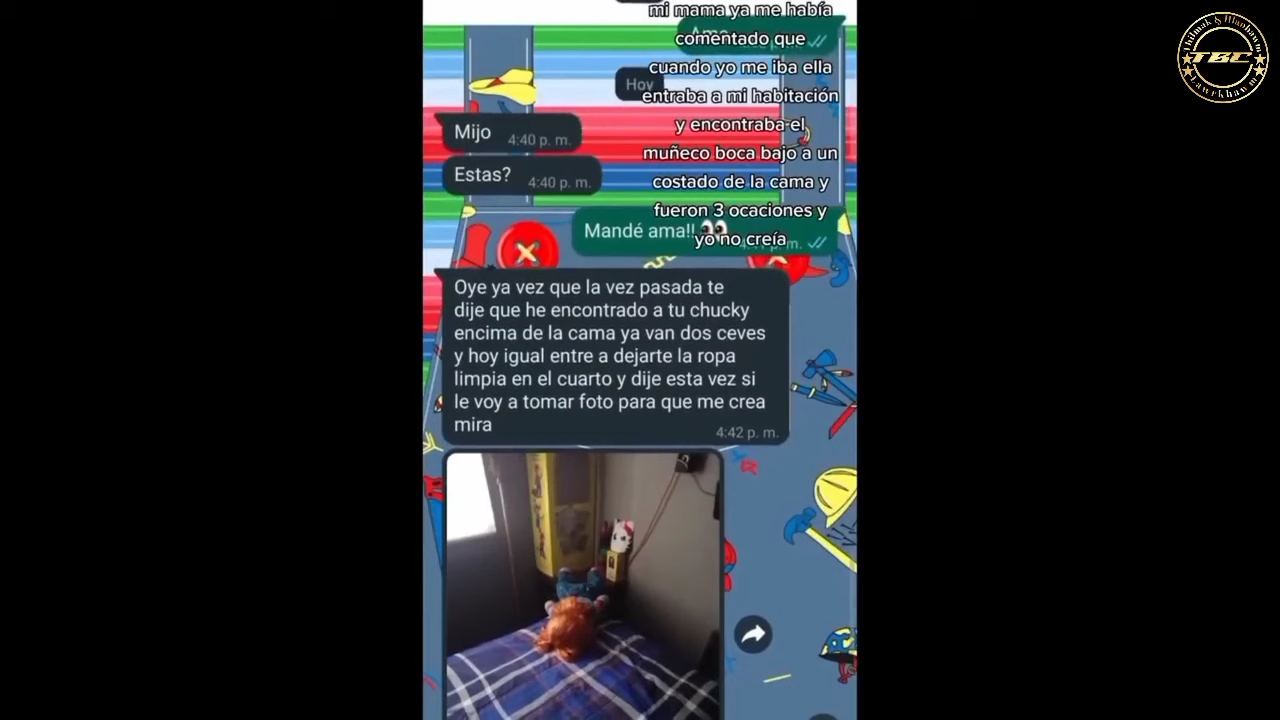 mi mama ya me había
comentado que
cuando yo me iba ella
entraba a mi habitación
y encontraba el
muñeco boca bajo a un
costado de la cama y
fueron 3 ocaciones y
yo no creía
Hoy
Mijo 4:40 p. m.
Estas? 4:40 p. m.
Mandé ama!!
Oye ya vez que la vez pasada te
dije que he encontrado a tu chucky
encima de la cama ya van dos ceves
y hoy igual entre a dejarte la ropa
limpia en el cuarto y dije esta vez si
le voy a tomar foto para que me crea
mira
4:42 p. m.
TBC